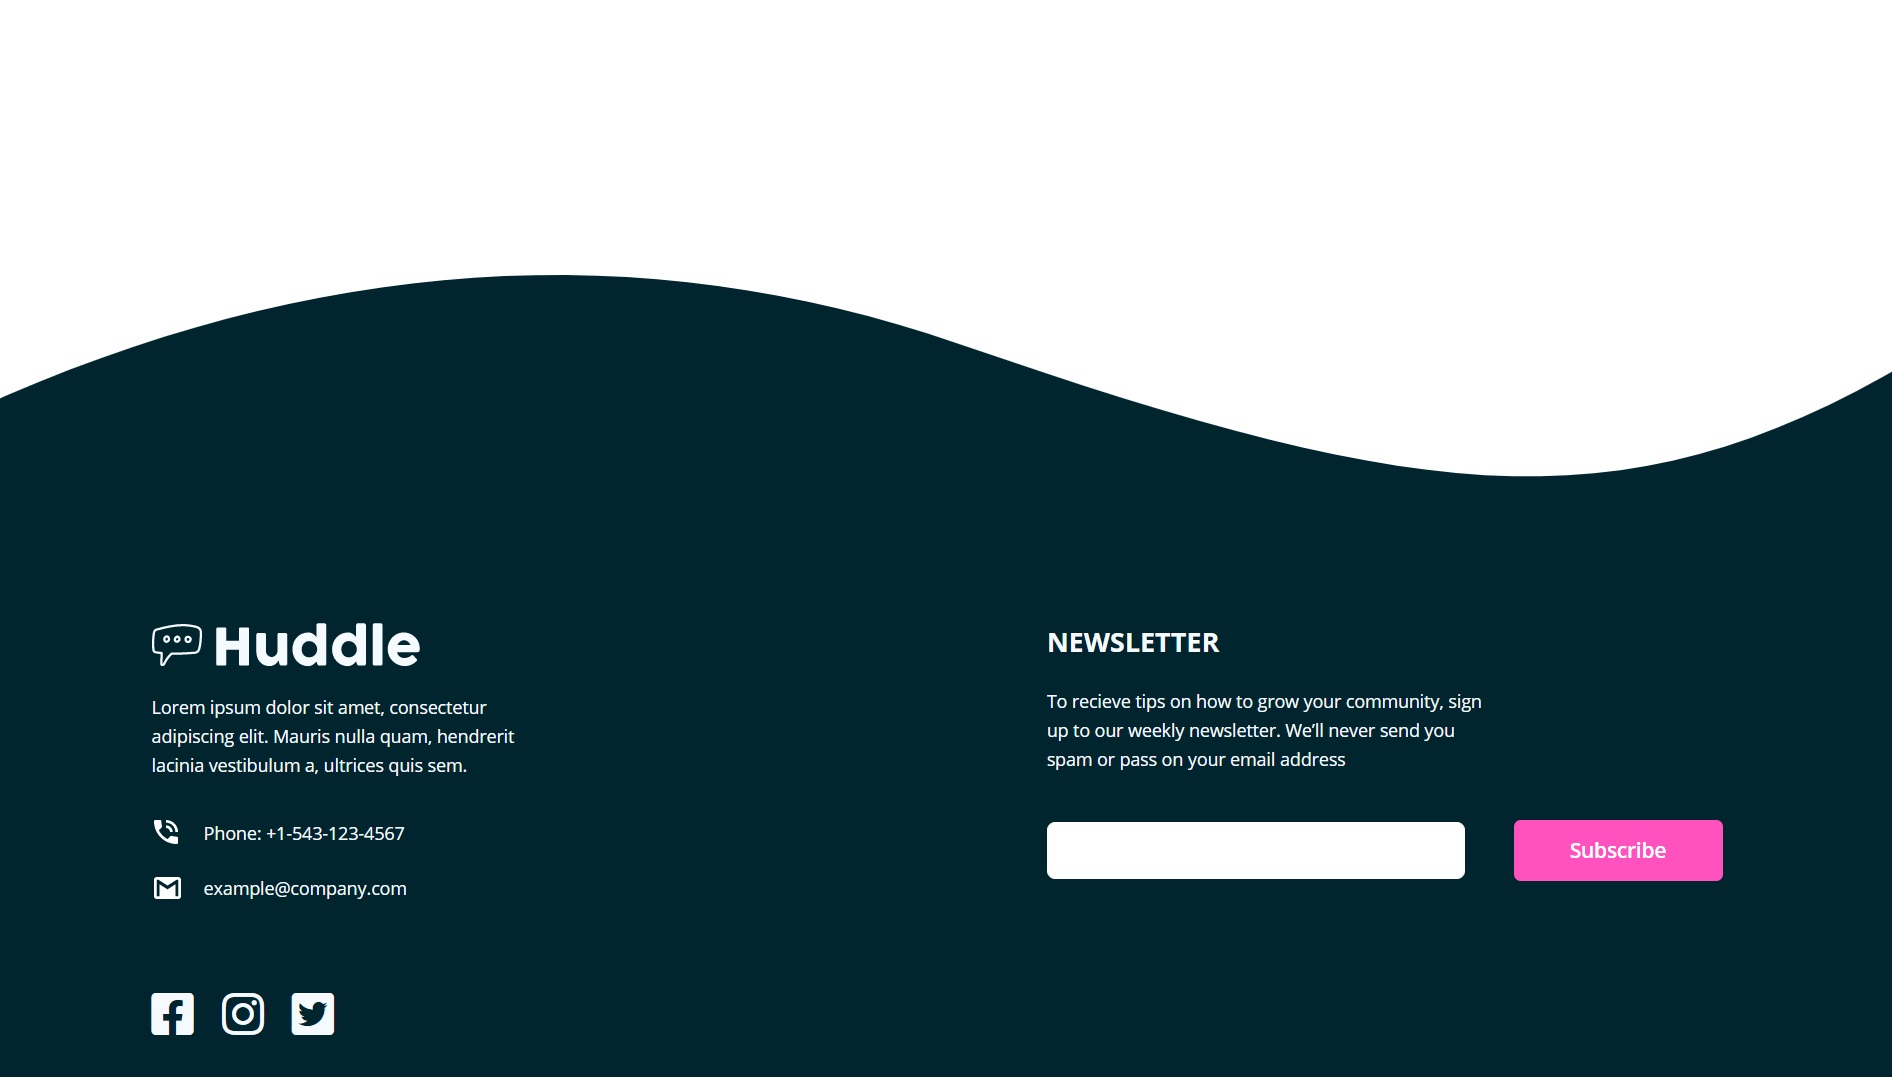 Huddle
Lorem ipsum dolor sit amet, consectetur
adipiscing elit. Mauris nulla quam, hendrerit
lacinia vestibulum a, ultrices quis sem.
Phone: +1-543-123-4567
example@company.com
NEWSLETTER
To recieve tips on how to grow your community, sign
up to our weekly newsletter. We’ll never send you
spam or pass on your email address
Subscribe